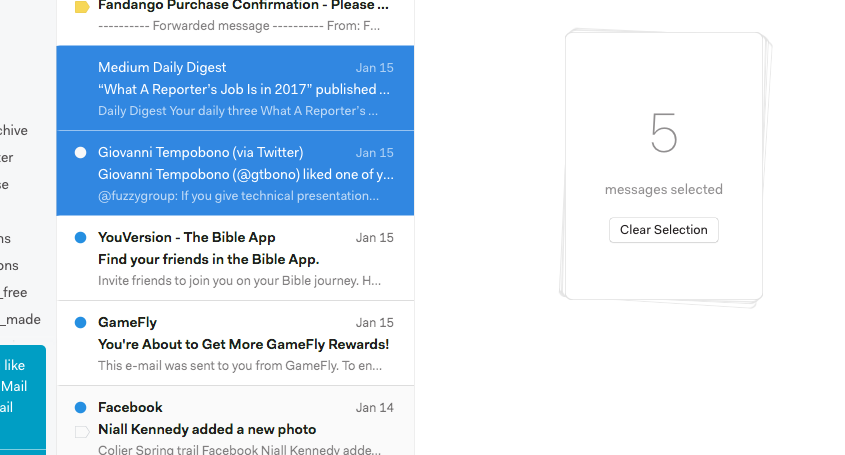 Fandango Purchase Confirmation - Please ...
---------- Forwarded message ---------- From: F...
Medium Daily Digest Jan 15
“What A Reporter’s Job Is in 2017” published ...
Daily Digest Your daily three What A Reporter’s ...
Giovanni Tempobono (via Twitter) Jan 15
Giovanni Tempobono (@gtbono) liked one of y...
@fuzzygroup: If you give technical presentation...
YouVersion - The Bible App Jan 15
Find your friends in the Bible App.
Invite friends to join you on your Bible journey. H...
GameFly Jan 15
You're About to Get More GameFly Rewards!
This e-mail was sent to you from GameFly. To en...
Facebook Jan 14
Niall Kennedy added a new photo
Colier Spring trail Facebook Niall Kennedy adde...
chive
ter
se
ns
ons
_free
_made
like
Mail
ail
5
messages selected
Clear Selection